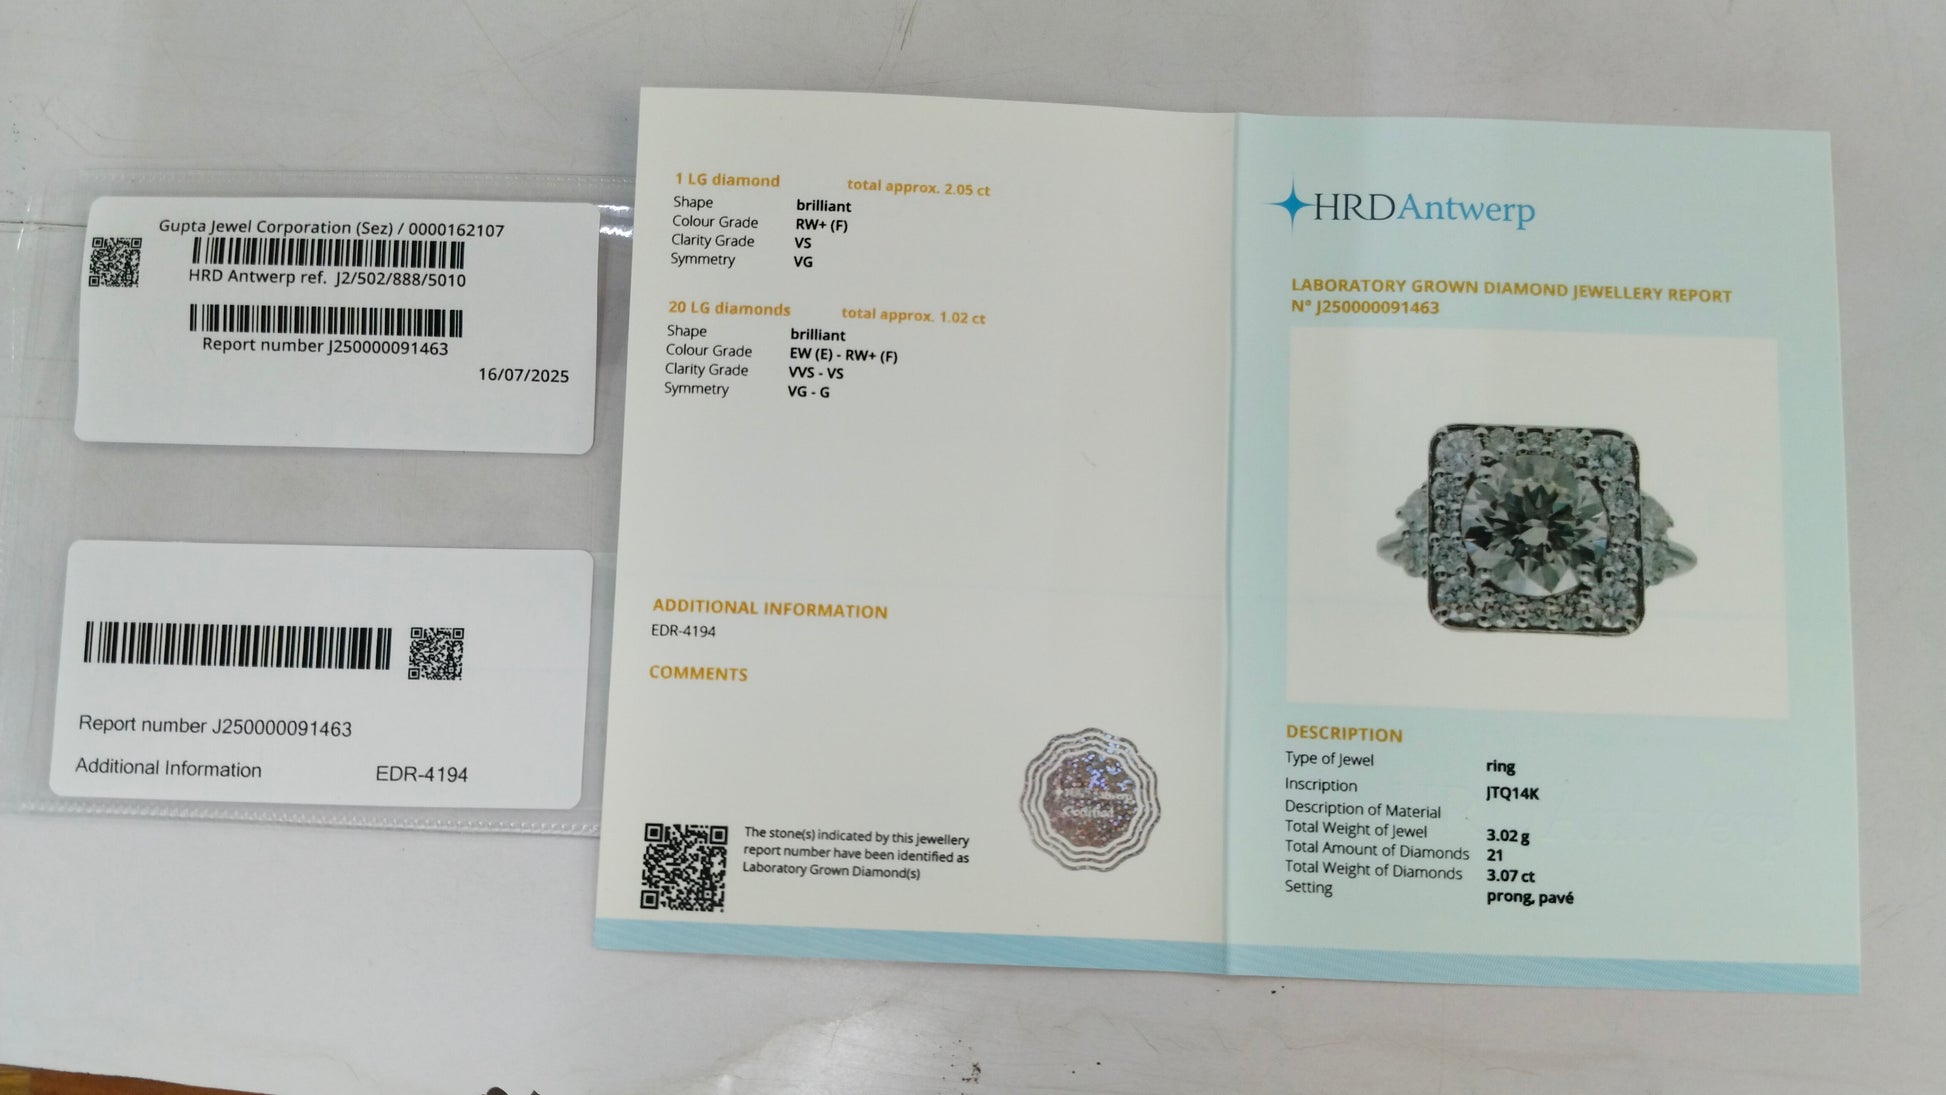 Gupta Jewel Corporation (Sez) / 0000162107
HRD Antwerp ref. J2/502/888/5010
Report number J250000091463
16/07/2025
Report number J250000091463
Additional Information EDR-4194
1 LG diamond total approx. 2.05 ct
Shape brilliant
Colour Grade RW+ (F)
Clarity Grade VS
Symmetry VG
20 LG diamonds total approx. 1.02 ct
Shape brilliant
Colour Grade EW (E) - RW+ (F)
Clarity Grade VVS - VS
Symmetry VG - G
ADDITIONAL INFORMATION
EDR-4194
COMMENTS
The stone(s) indicated by this jewellery
report number have been identified as
Laboratory Grown Diamond(s)
HRD Antwerp
Certified
HRDAntwerp
LABORATORY GROWN DIAMOND JEWELLERY REPORT
N° J250000091463
DESCRIPTION
Type of Jewel ring
Inscription JTQ14K
Description of Material
Total Weight of Jewel 3.02 g
Total Amount of Diamonds 21
Total Weight of Diamonds 3.07 ct
Setting prong, pavé